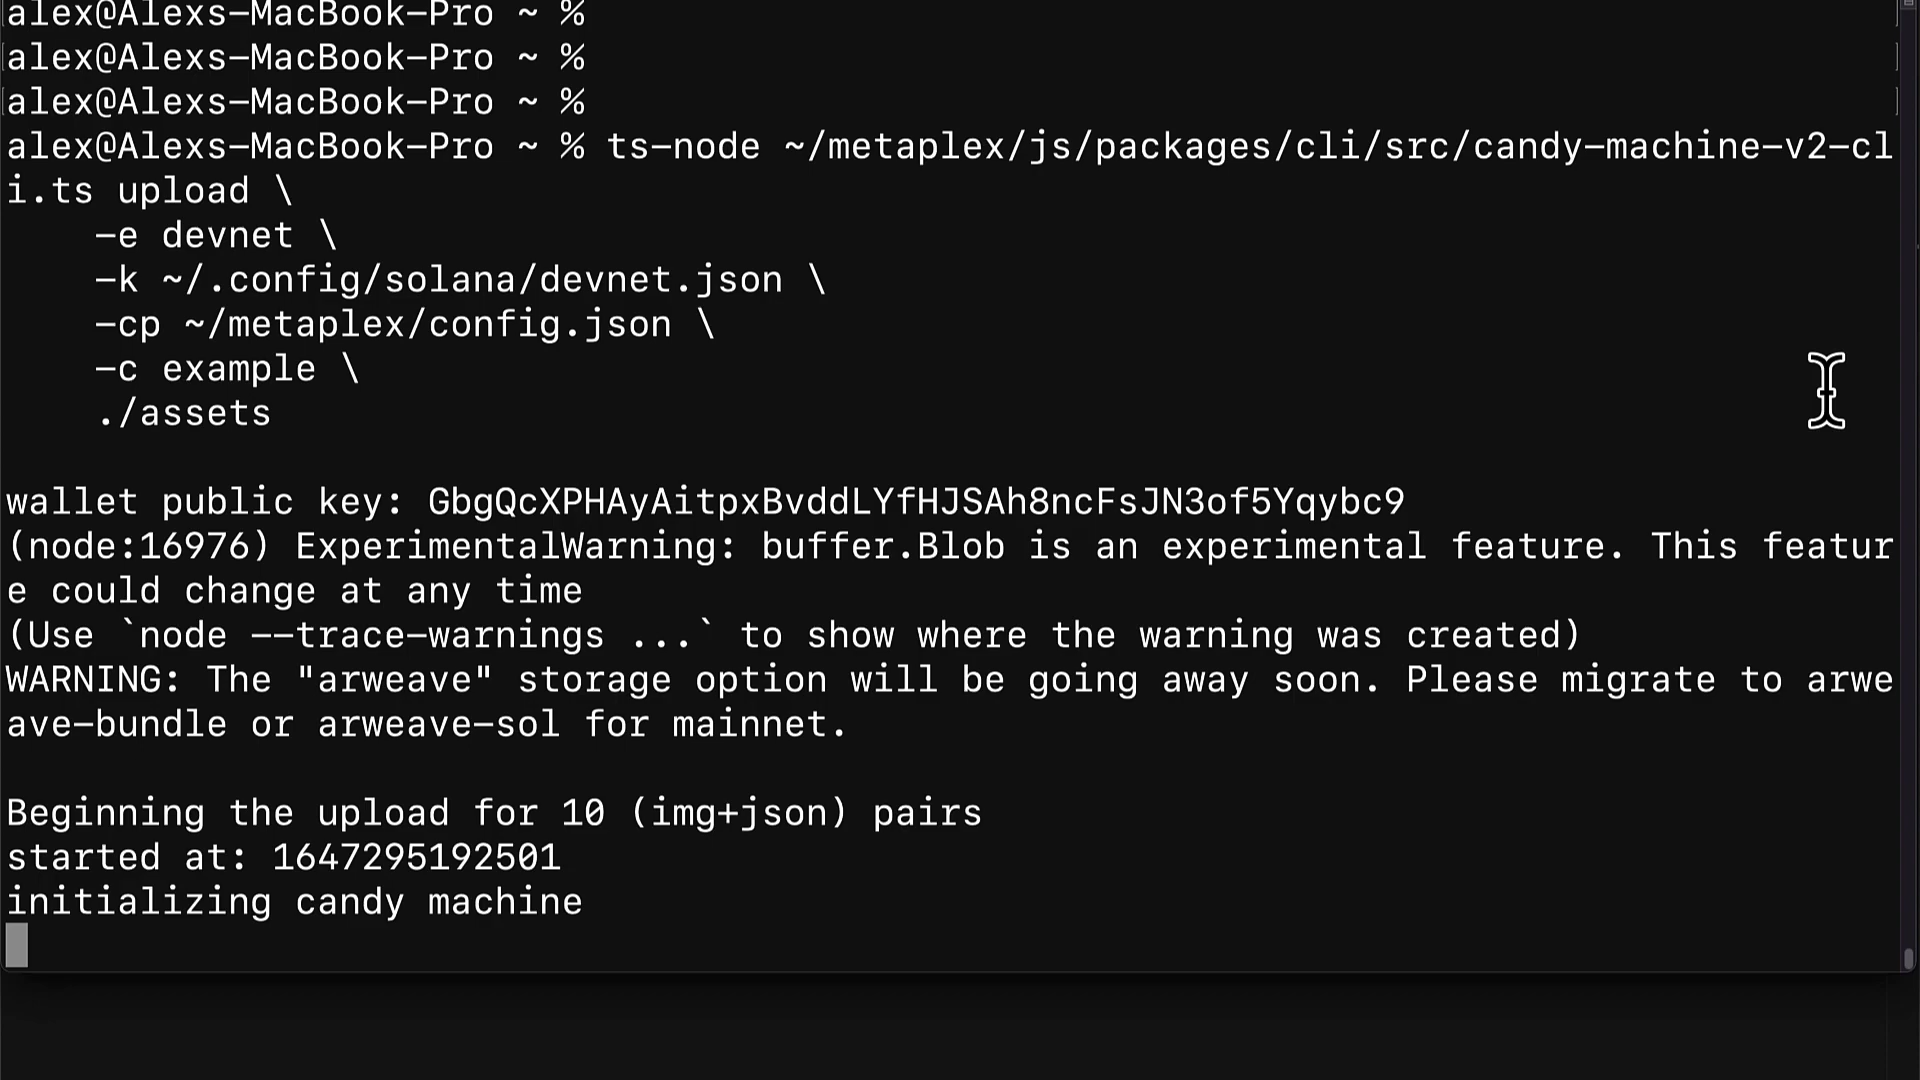 alex@Alexs-MacBook-Pro ~ %
alex@Alexs-MacBook-Pro ~ %
alex@Alexs-MacBook-Pro ~ %
alex@Alexs-MacBook-Pro ~ % ts-node ~/metaplex/js/packages/cli/src/candy-machine-v2-cl
i.ts upload \
    -e devnet \
    -k ~/.config/solana/devnet.json \
    -cp ~/metaplex/config.json \
    -c example \
    ./assets
wallet public key: GbgQcXPHAyAitpxBvddLYfHJSAh8ncFsJN3of5Yqybc9
(node:16976) ExperimentalWarning: buffer.Blob is an experimental feature. This featur
e could change at any time
(Use `node --trace-warnings ...` to show where the warning was created)
WARNING: The "arweave" storage option will be going away soon. Please migrate to arwe
ave-bundle or arweave-sol for mainnet.
Beginning the upload for 10 (img+json) pairs
started at: 1647295192501
initializing candy machine